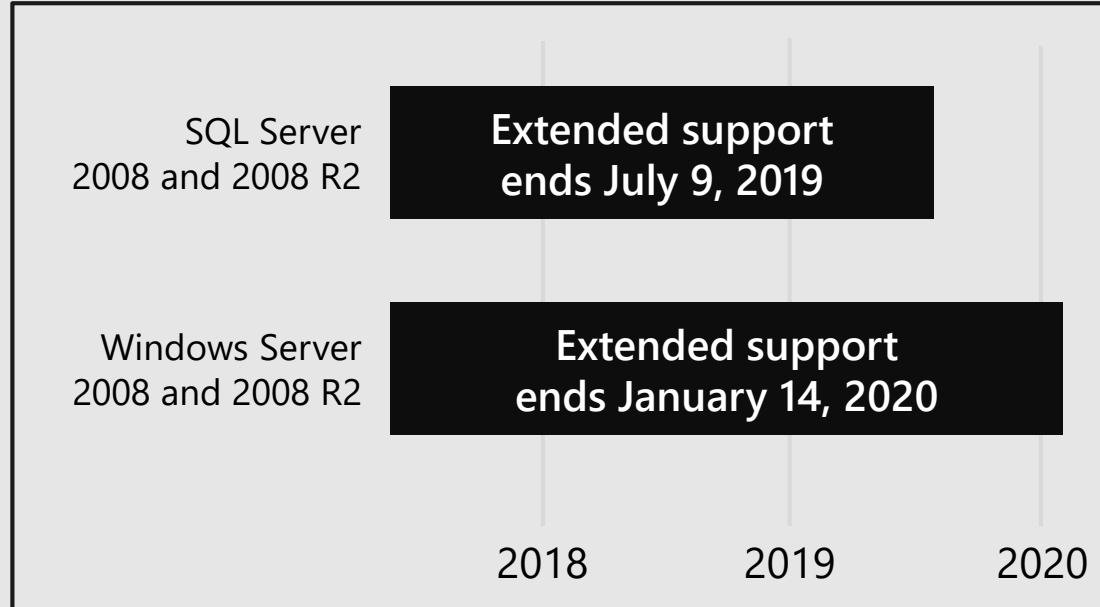 SQL Server
2008 and 2008 R2
Extended support
ends July 9, 2019
Windows Server
2008 and 2008 R2
Extended support
ends January 14, 2020
2018
2019
2020